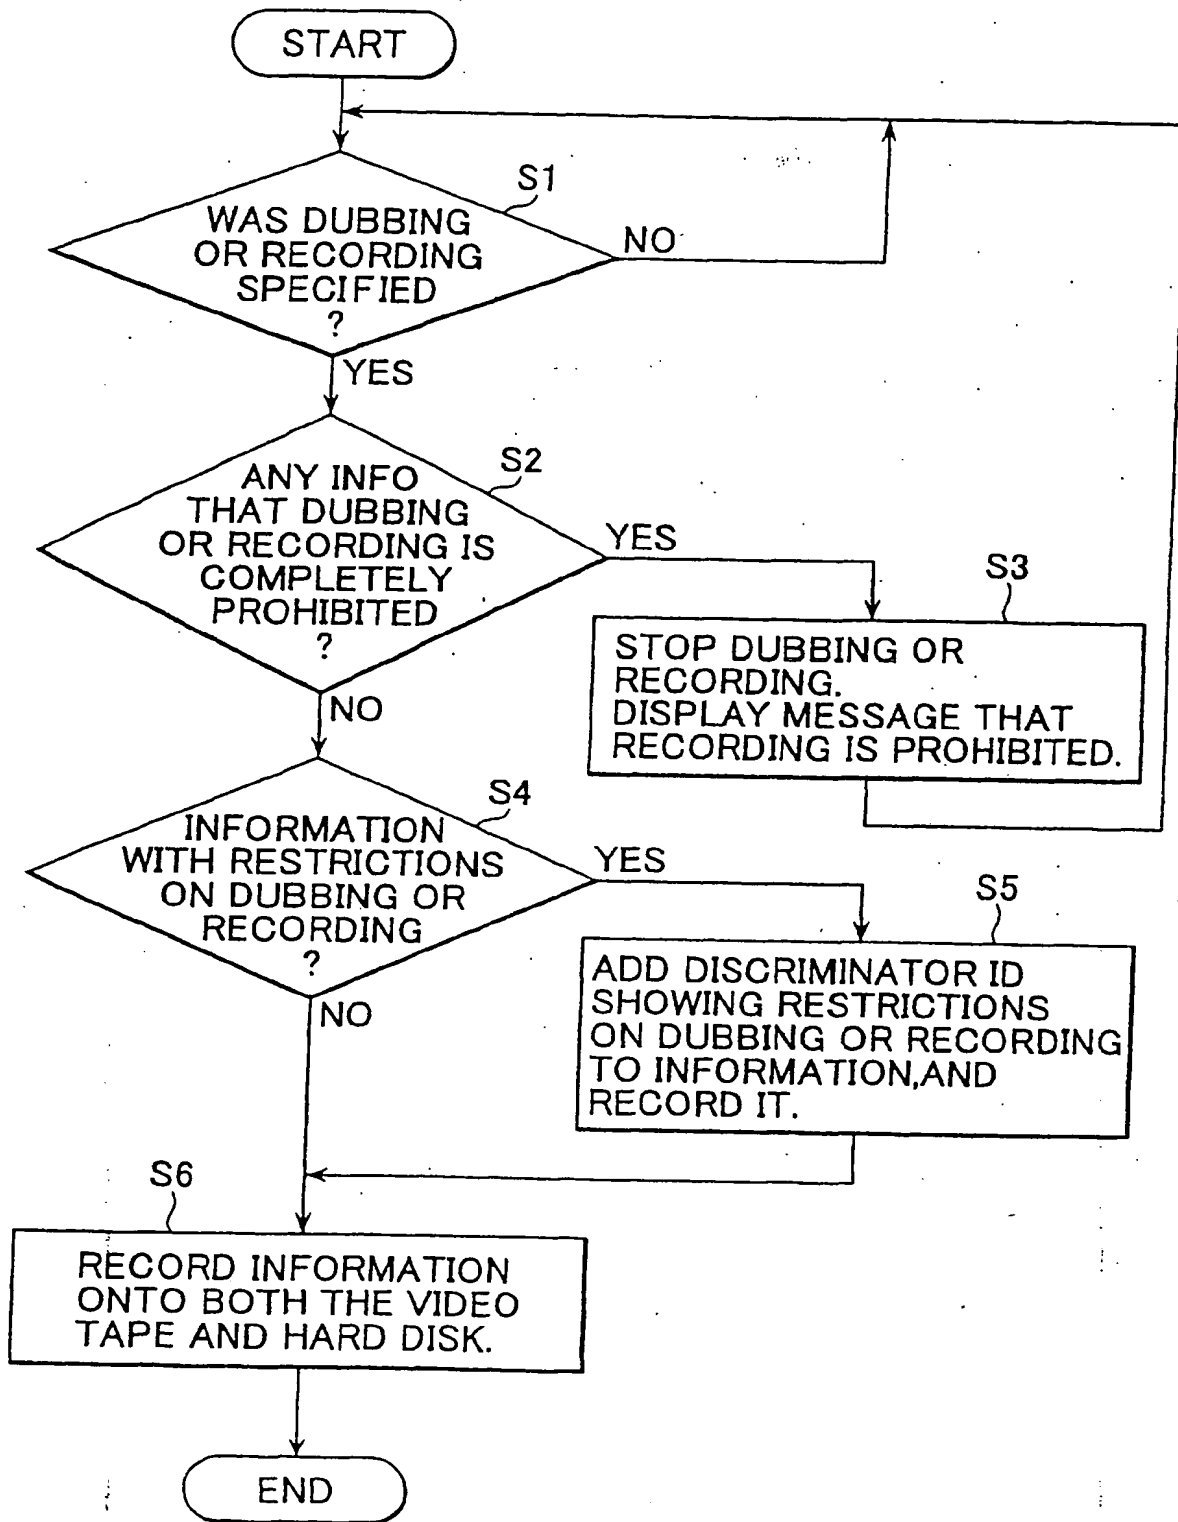 START
S1
WAS DUBBING
OR RECORDING
SPECIFIED
?
NO
YES
S2
ANY INFO
THAT DUBBING
OR RECORDING IS
COMPLETELY
PROHIBITED
?
YES
NO
S3
STOP DUBBING OR
RECORDING.
DISPLAY MESSAGE THAT
RECORDING IS PROHIBITED.
S4
INFORMATION
WITH RESTRICTIONS
ON DUBBING OR
RECORDING
?
YES
NO
S5
ADD DISCRIMINATOR ID
SHOWING RESTRICTIONS
ON DUBBING OR RECORDING
TO INFORMATION,AND
RECORD IT.
S6
RECORD INFORMATION
ONTO BOTH THE VIDEO
TAPE AND HARD DISK.
END